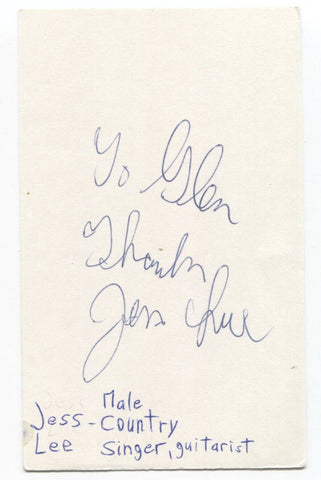 To Glen
Thanks
Jess Lee
Male
Jess - Country
Lee Singer, guitarist